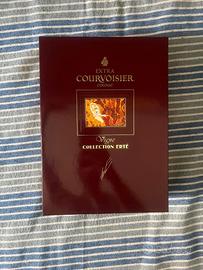 EXTRA
COURVOISIER
COGNAC
Vigne
COLLECTION ERTÉ